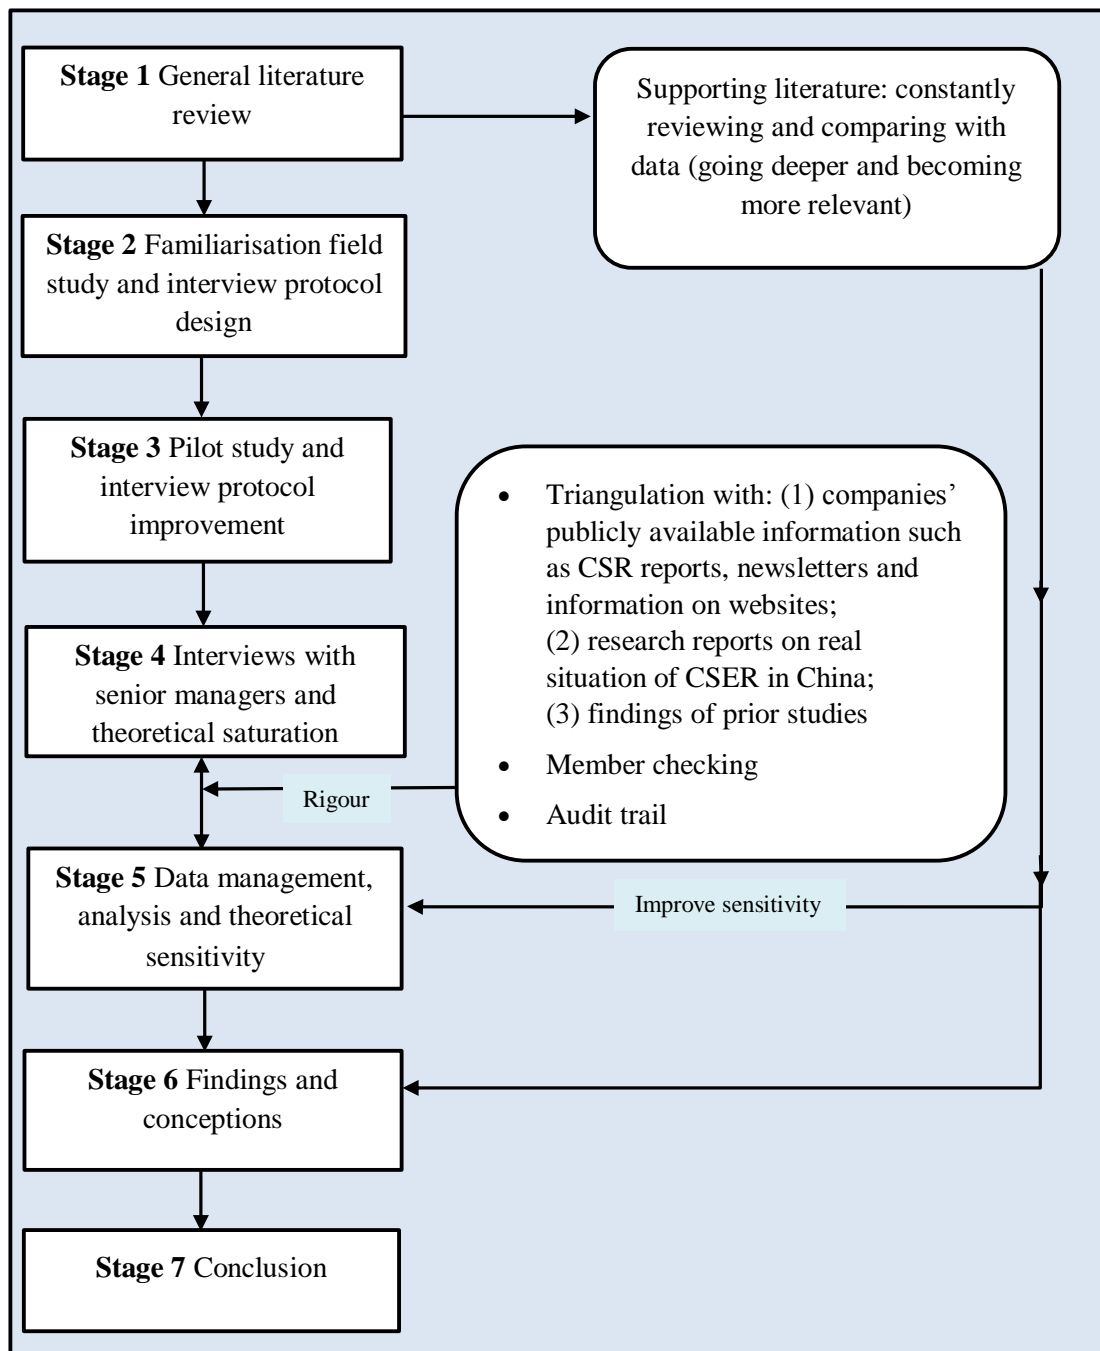 Stage 1 General literature
review
Supporting literature: constantly
reviewing and comparing with
data (going deeper and becoming
more relevant)
Stage 2 Familiarisation field
study and interview protocol
design
Stage 3 Pilot study and
interview protocol
improvement
• Triangulation with: (1) companies’
publicly available information such
as CSR reports, newsletters and
information on websites;
(2) research reports on real
situation of CSER in China;
(3) findings of prior studies
• Member checking
• Audit trail
Stage 4 Interviews with
senior managers and
theoretical saturation
Rigour
Stage 5 Data management,
analysis and theoretical
sensitivity
Improve sensitivity
Stage 6 Findings and
conceptions
Stage 7 Conclusion